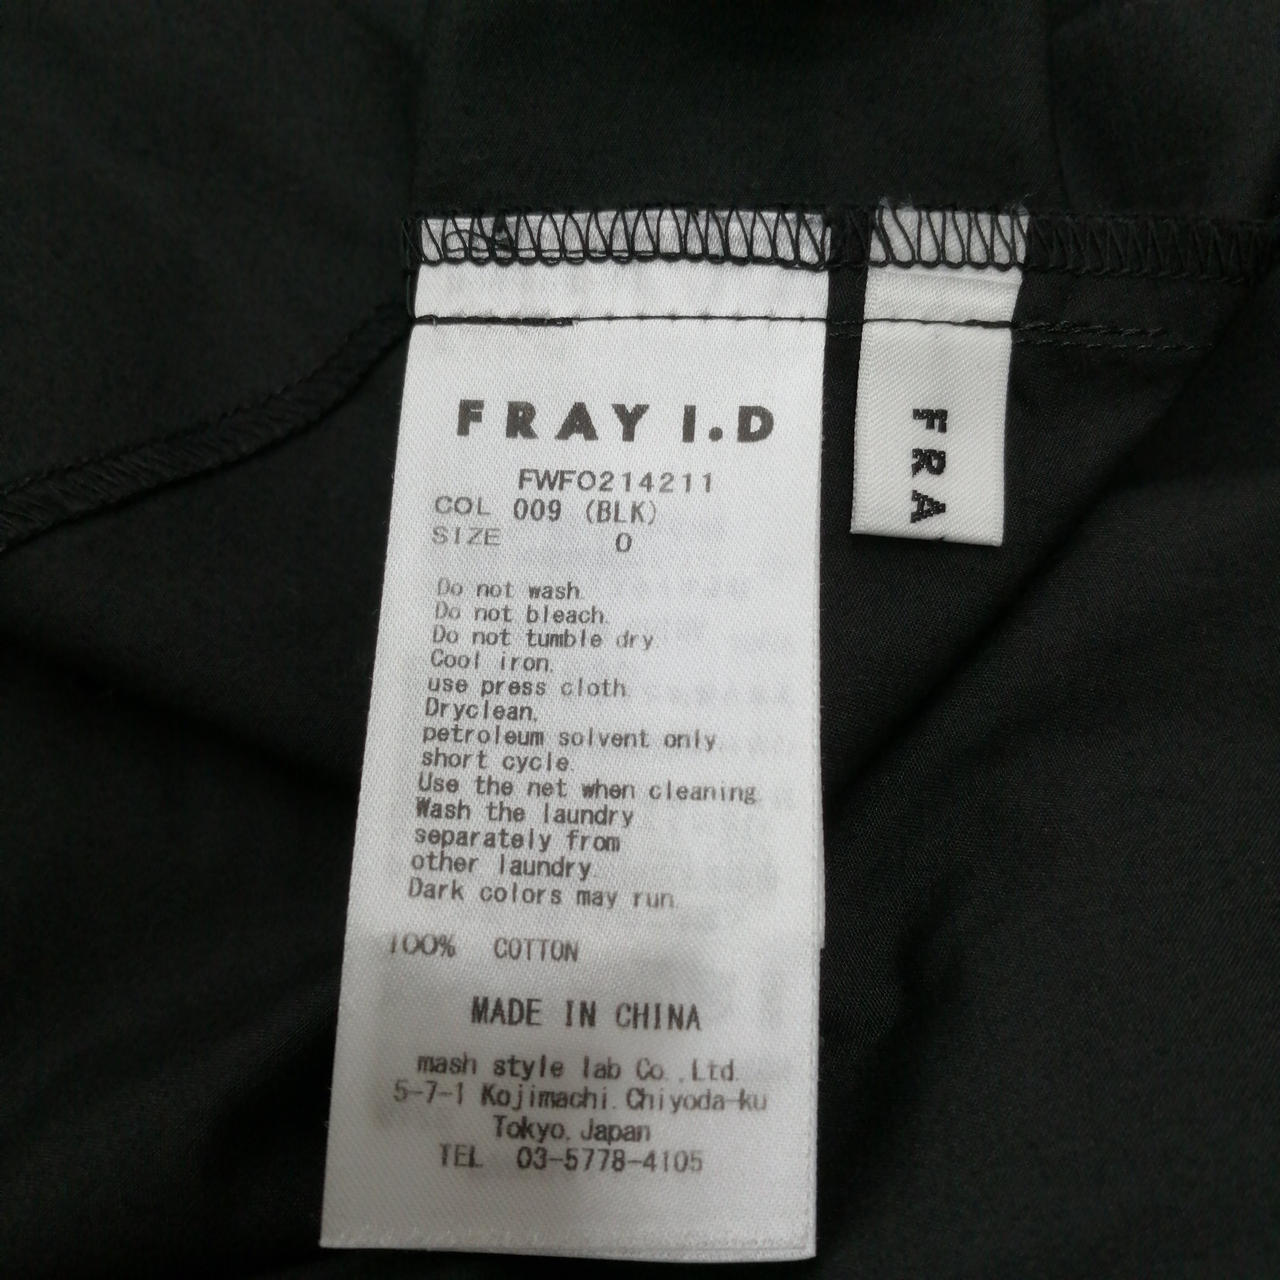 FRAY I.D
FWFO214211
COL 009 (BLK)
SIZE 0
Do not wash.
Do not bleach.
Do not tumble dry.
Cool iron.
use press cloth.
Dryclean.
petroleum solvent only.
short cycle.
Use the net when cleaning.
Wash the laundry
separately from
other laundry.
Dark colors may run.
100% COTTON
MADE IN CHINA
mash style lab Co.,Ltd.
5-7-1 Kojimachi.Chiyoda-ku
Tokyo.Japan
TEL 03-5778-4105
FRA